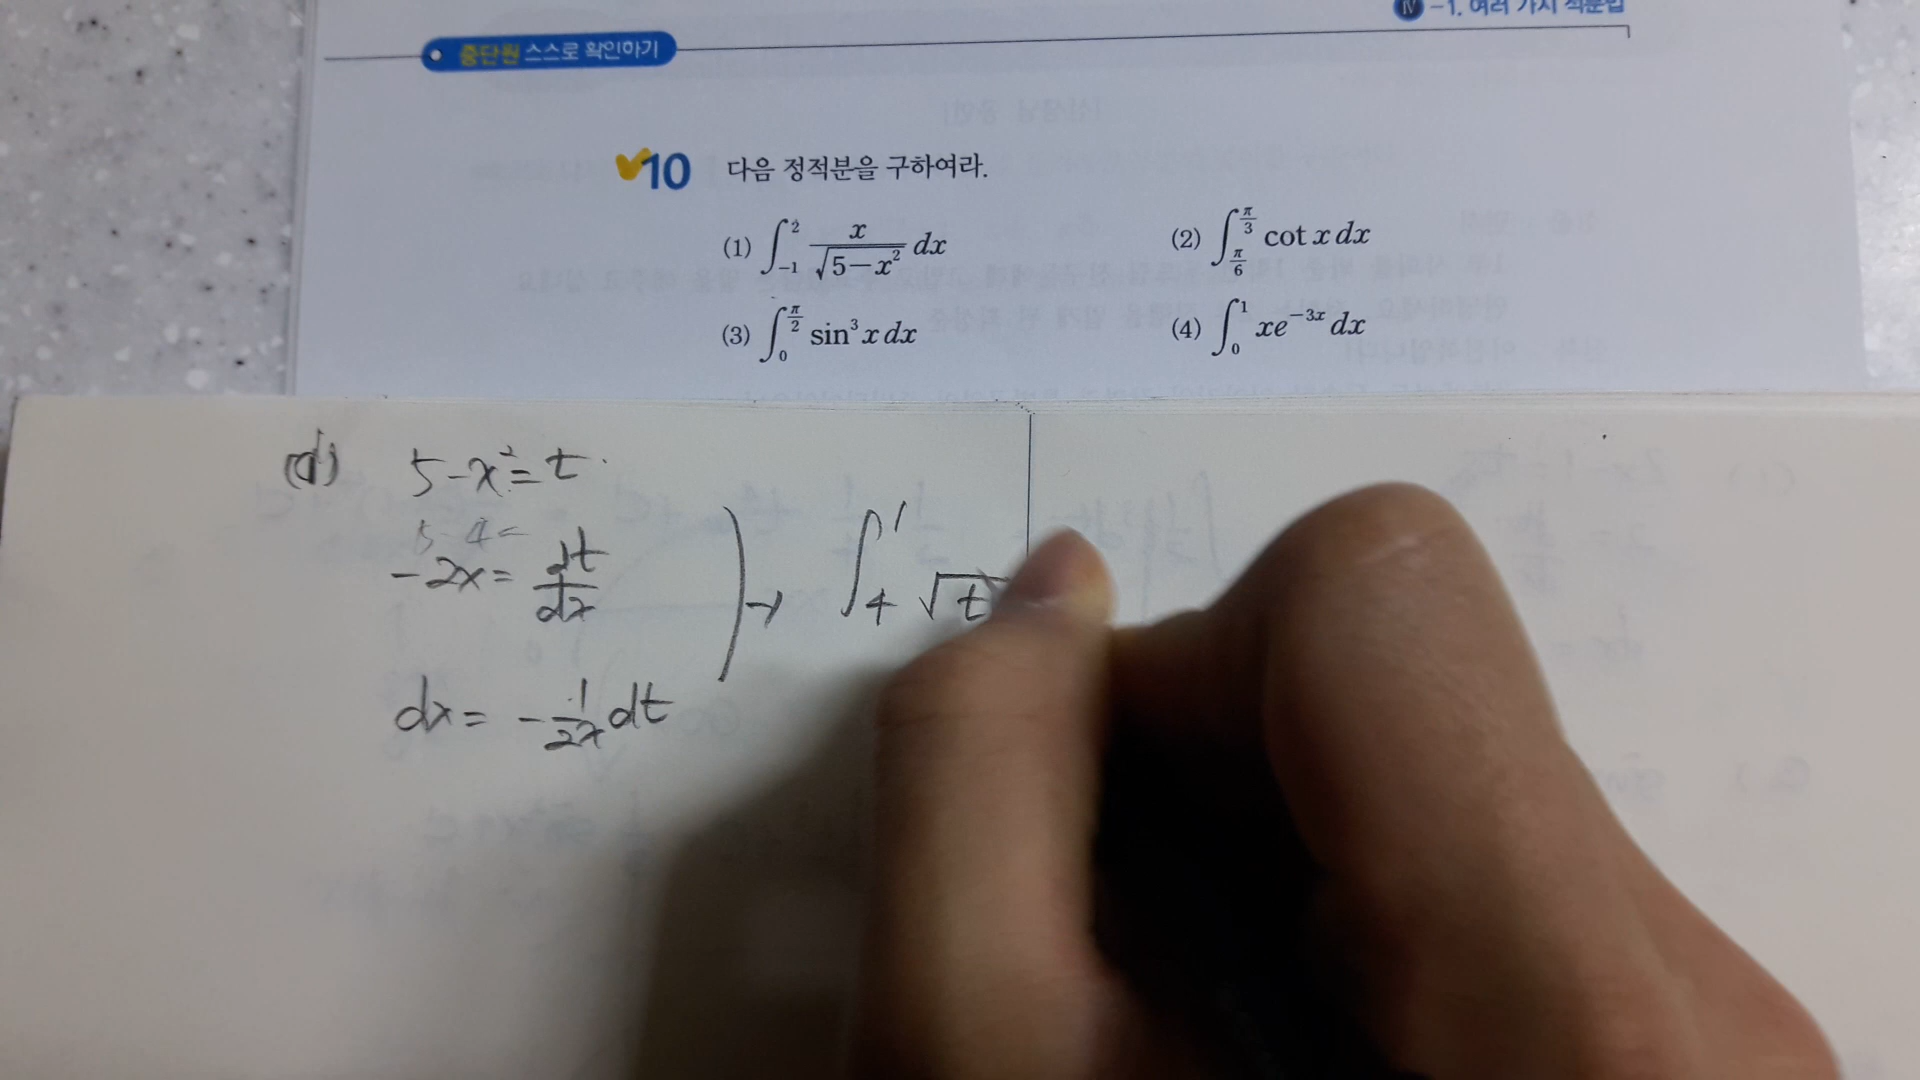 Ⅳ -1. 여러 가지 적분법
중단원 스스로 확인하기
10 다음 정적분을 구하여라.
(1) ∫_{-1}^{2} x/√(5-x²) dx
(2) ∫_{π/6}^{π/3} cot x dx
(3) ∫_{0}^{π/2} sin³ x dx
(4) ∫_{0}^{1} xe^{-3x} dx
5-x²=t
5-4=
-2x= dt/dx
∫_{4}^{1} √t
dx= -1/2x dt